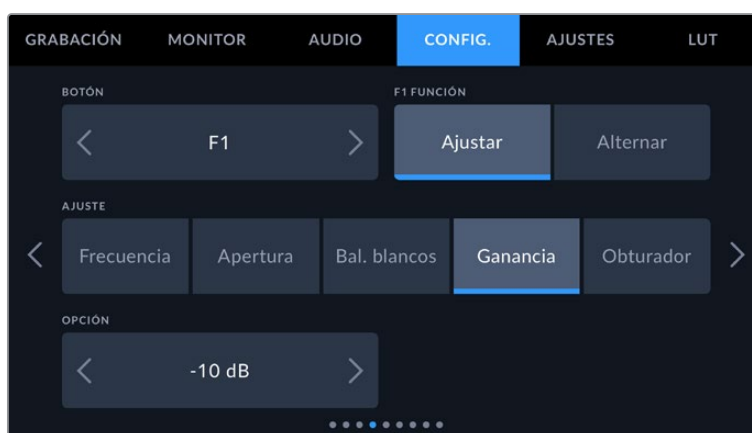 GRABACIÓN MONITOR AUDIO CONFIG. AJUSTES LUT
BOTÓN F1 FUNCIÓN
F1 Ajustar Alternar
AJUSTE
Frecuencia Apertura Bal. blancos Ganancia Obturador
OPCIÓN
-10 dB